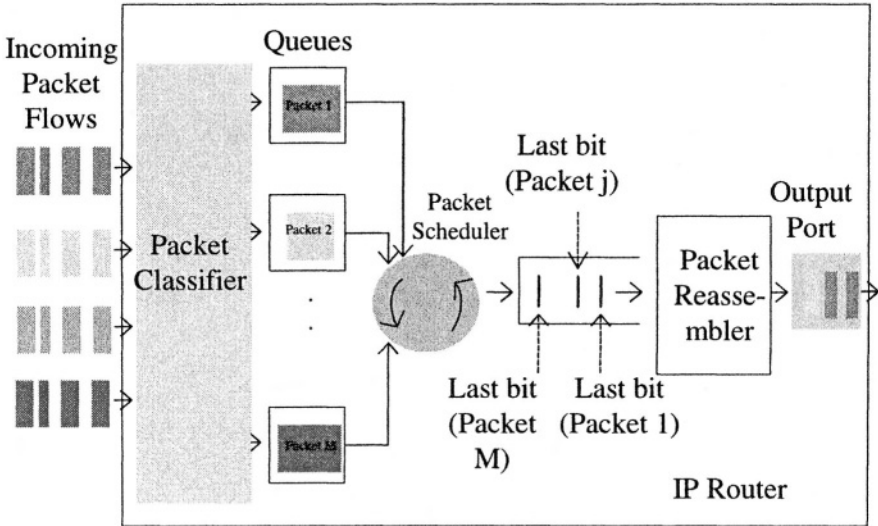 Incoming
Packet
Flows
Queues
Packet 1
Packet 2
Packet M
Packet
Classifier
Packet
Scheduler
Last bit
(Packet j)
Last bit
(Packet
M)
Last bit
(Packet 1)
Packet
Reasse-
mbler
Output
Port
IP Router